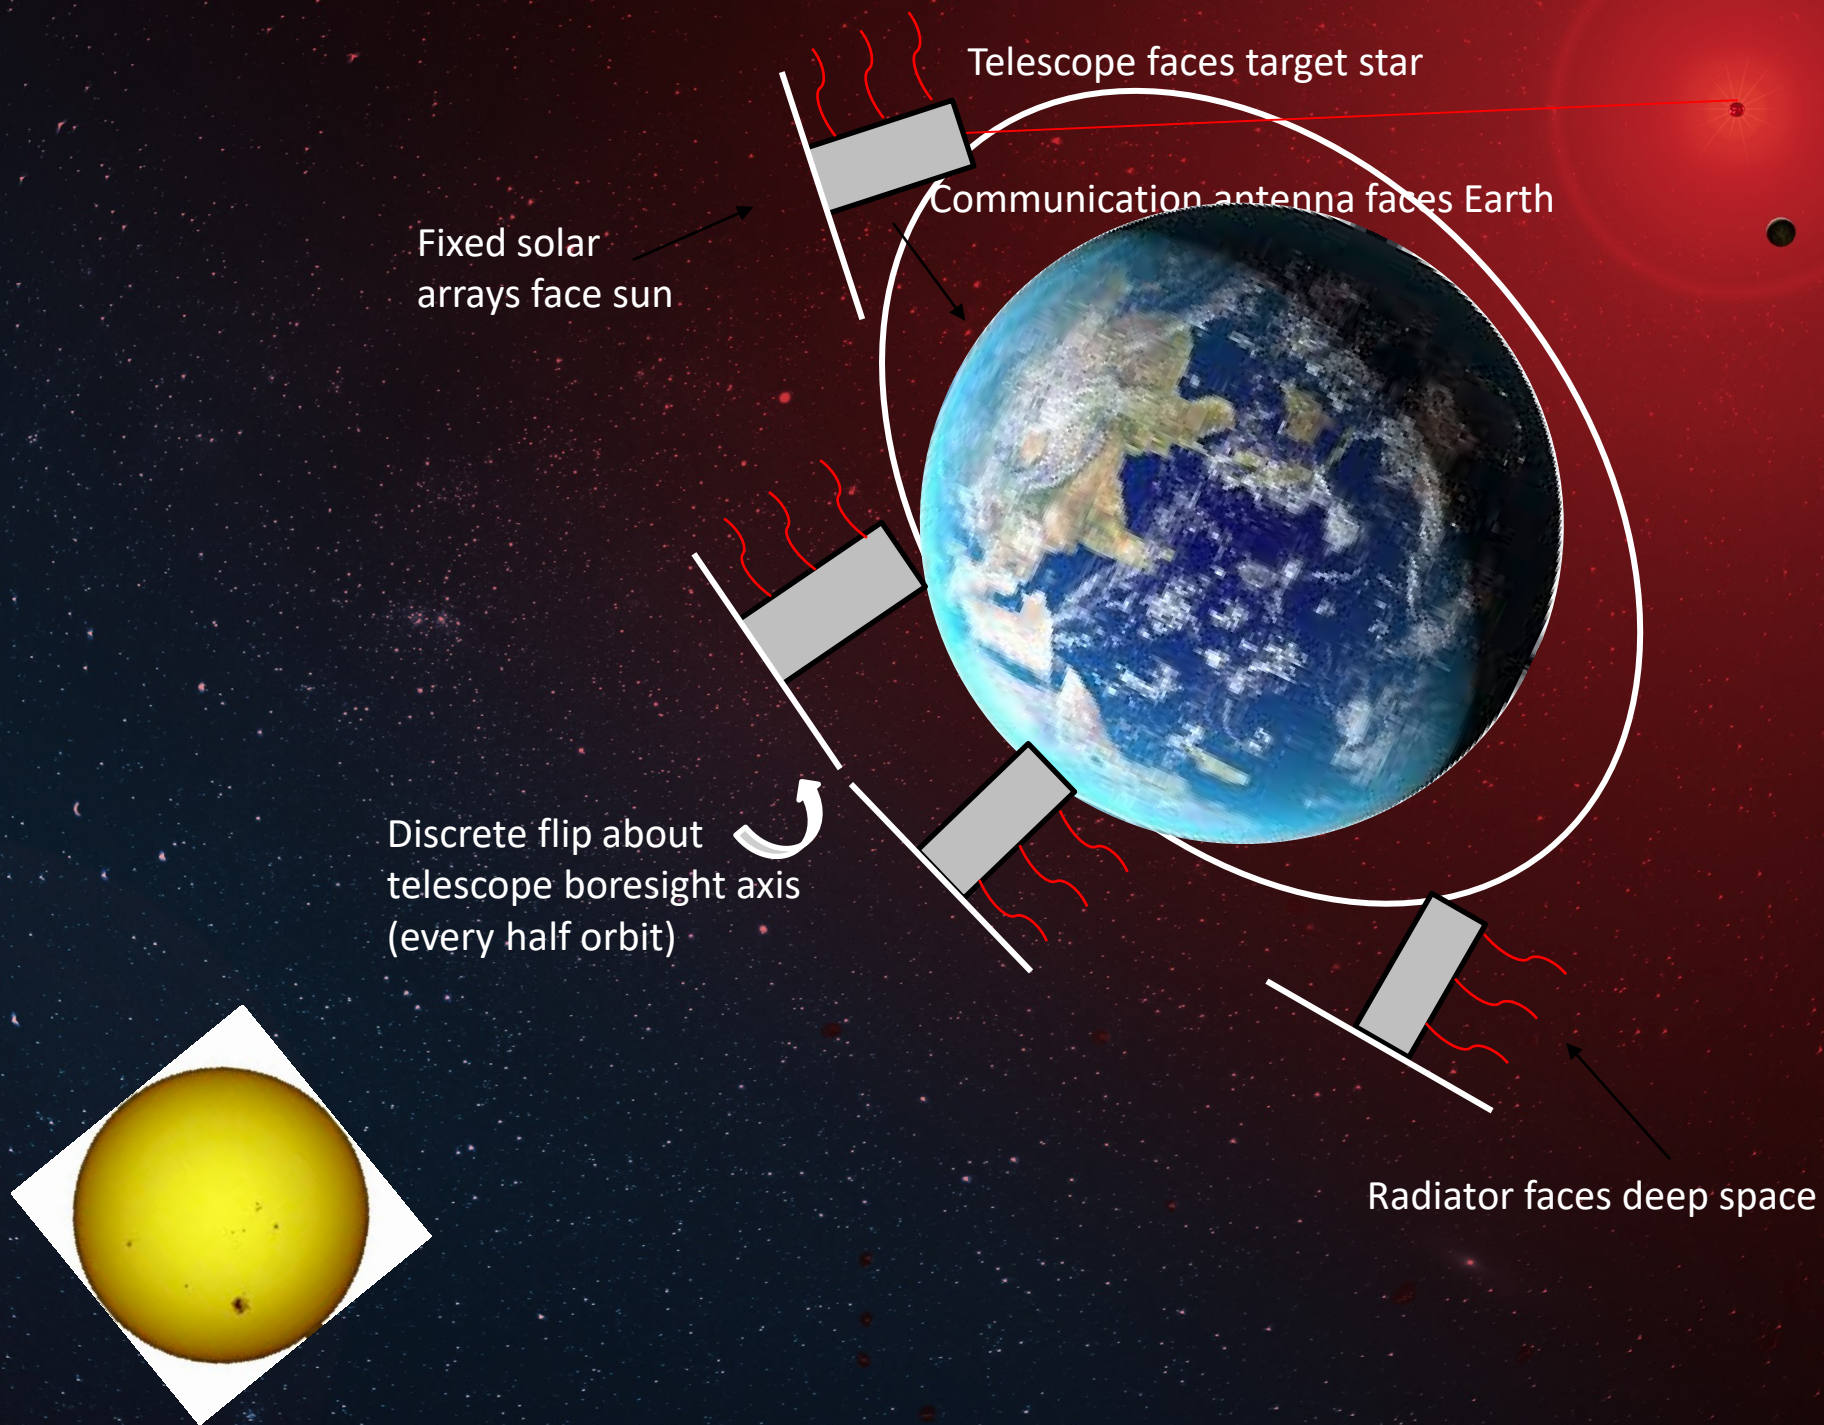 Telescope faces target star
Communication antenna faces Earth
Fixed solar
arrays face sun
Discrete flip about
telescope boresight axis
(every half orbit)
Radiator faces deep space